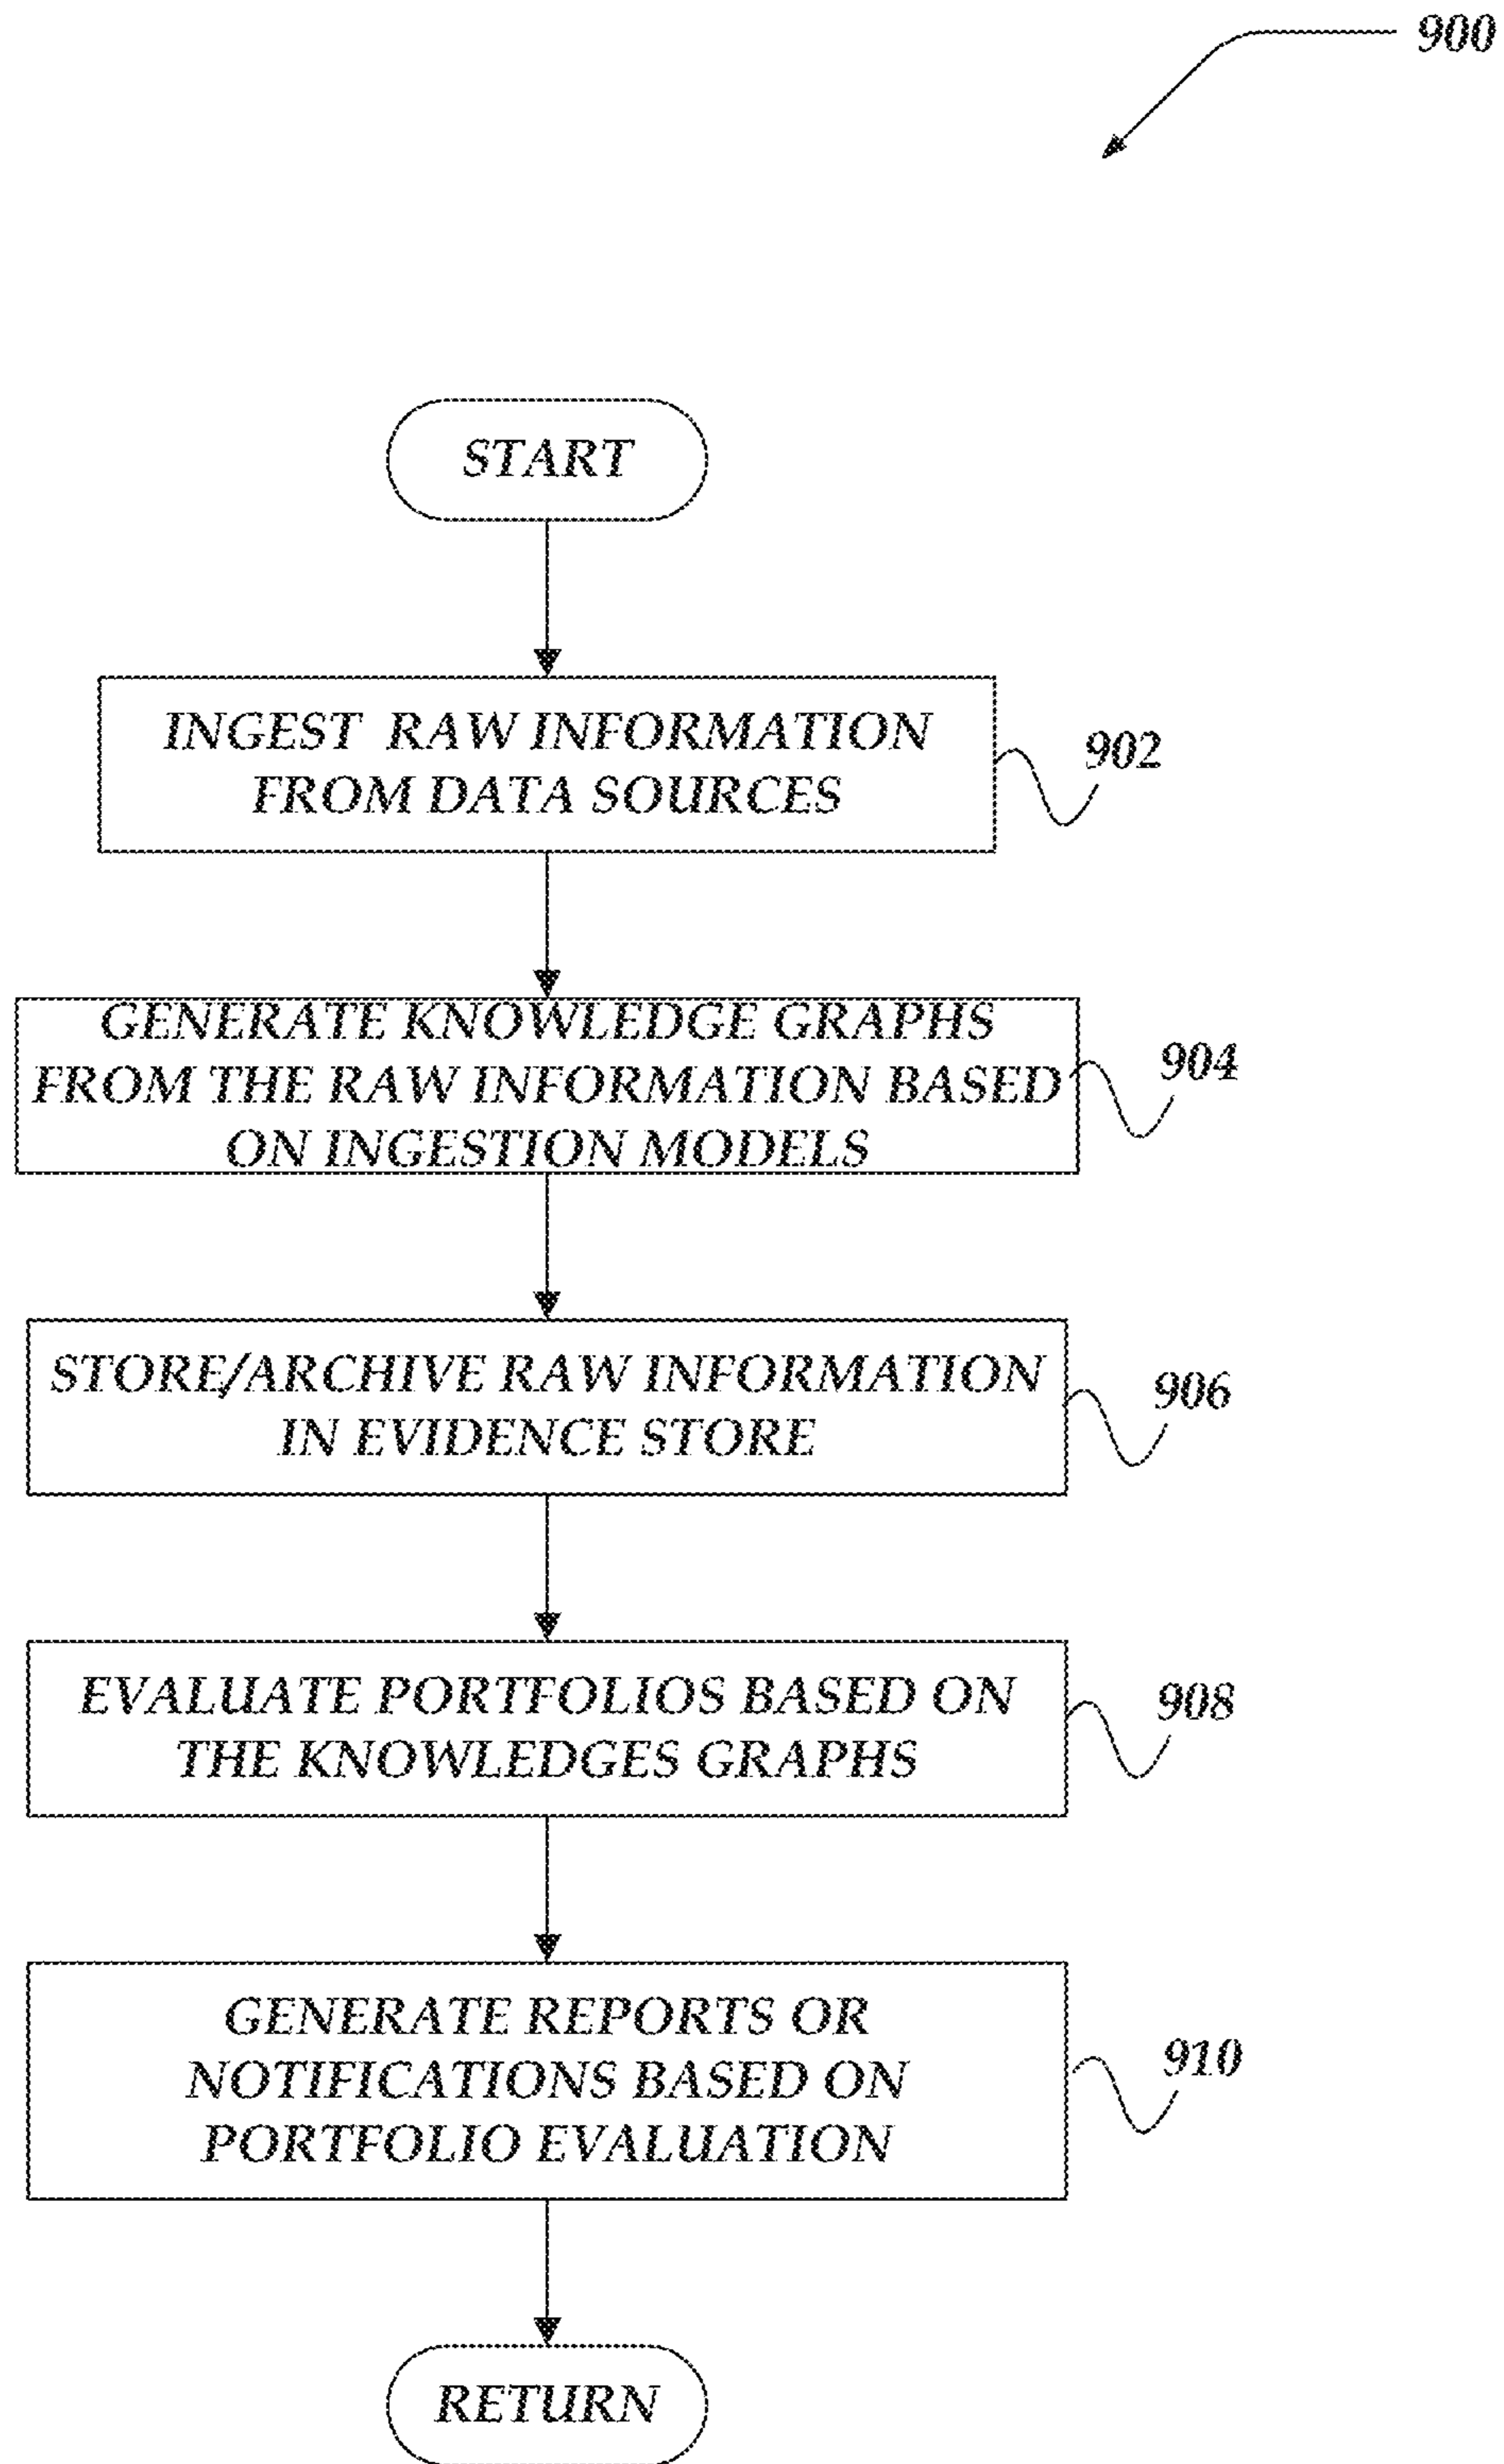 900
START
INGEST RAW INFORMATION
FROM DATA SOURCES
902
GENERATE KNOWLEDGE GRAPHS
FROM THE RAW INFORMATION BASED
ON INGESTION MODELS
904
STORE/ARCHIVE RAW INFORMATION
IN EVIDENCE STORE
906
EVALUATE PORTFOLIOS BASED ON
THE KNOWLEDGES GRAPHS
908
GENERATE REPORTS OR
NOTIFICATIONS BASED ON
PORTFOLIO EVALUATION
910
RETURN